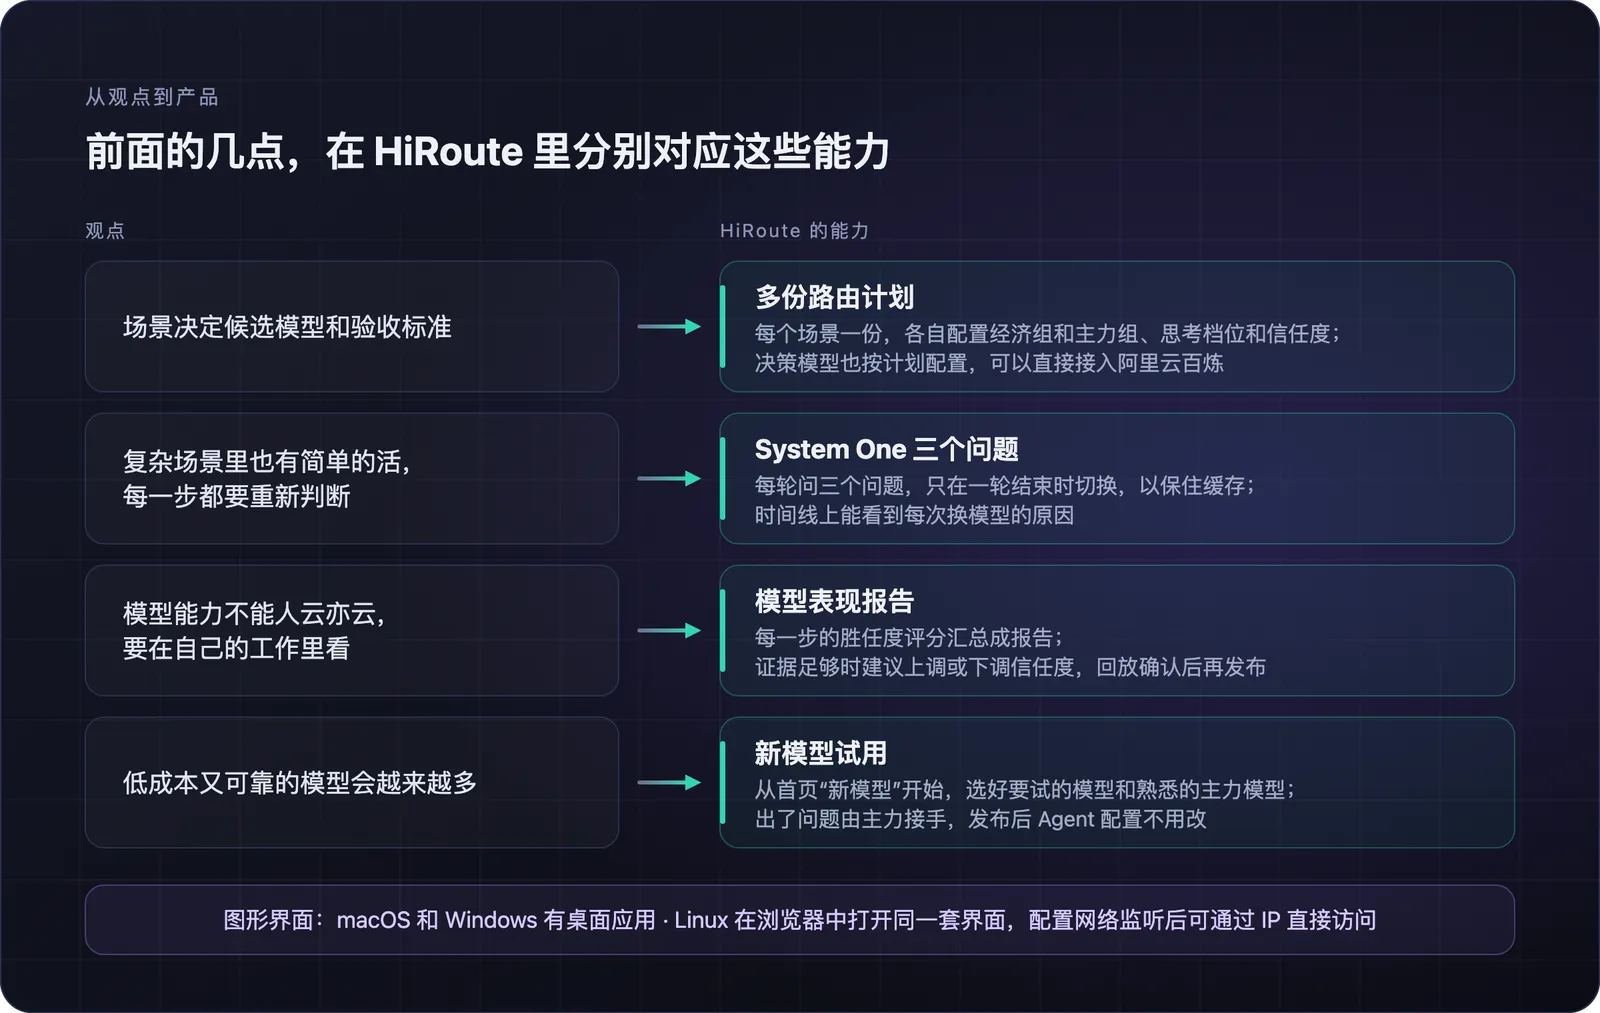 从观点到产品
前面的几点，在 HiRoute 里分别对应这些能力
观点
HiRoute 的能力
场景决定候选模型和验收标准
多份路由计划
每个场景一份，各自配置经济组和主力组、思考档位和信任度；
决策模型也按计划配置，可以直接接入阿里云百炼
复杂场景里也有简单的活，
每一步都要重新判断
System One 三个问题
每轮问三个问题，只在一轮结束时切换，以保住缓存；
时间线上能看到每次换模型的原因
模型能力不能人云亦云，
要在自己的工作里看
模型表现报告
每一步的胜任度评分汇总成报告；
证据足够时建议上调或下调信任度，回放确认后再发布
低成本又可靠的模型会越来越多
新模型试用
从首页“新模型”开始，选好要试的模型和熟悉的主力模型；
出了问题由主力接手，发布后 Agent 配置不用改
图形界面：macOS 和 Windows 有桌面应用 · Linux 在浏览器中打开同一套界面，配置网络监听后可通过 IP 直接访问